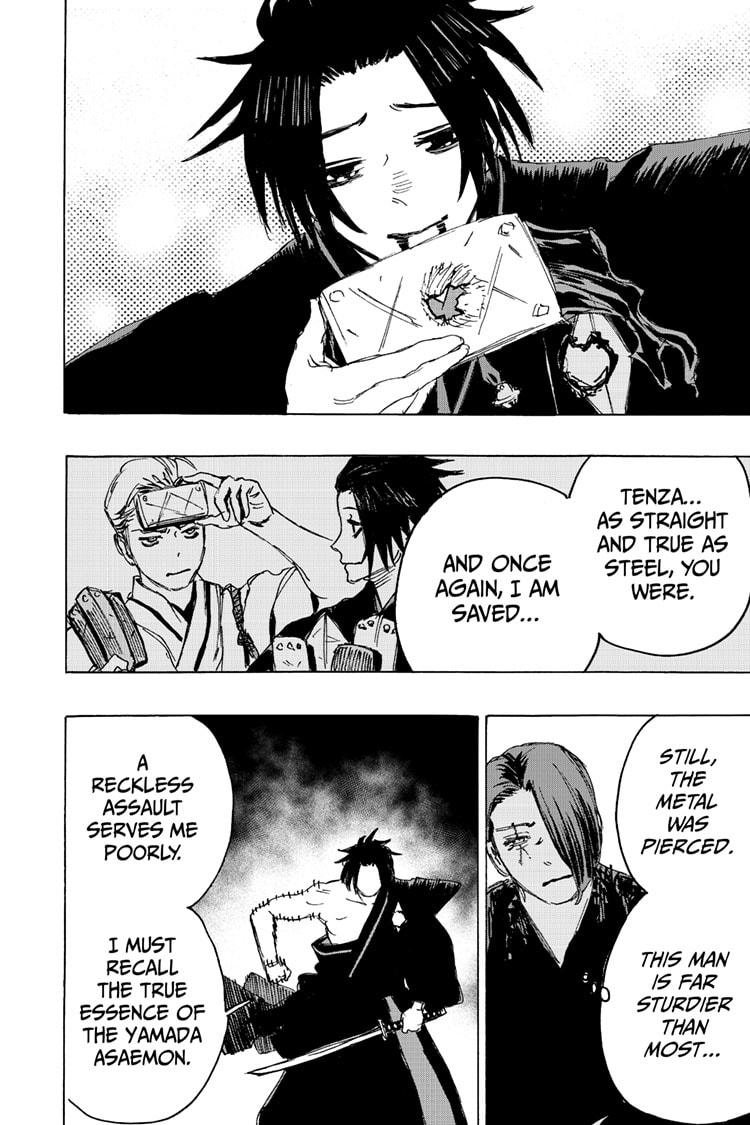 TENZA...
AS STRAIGHT
AND TRUE AS
STEEL, YOU
WERE.
AND ONCE
AGAIN, I AM
SAVED...
STILL,
THE
METAL
WAS
PIERCED.
THIS MAN
IS FAR
STURDIER
THAN
MOST...
A
RECKLESS
ASSAULT
SERVES ME
POORLY.
I MUST
RECALL
THE TRUE
ESSENCE OF
THE YAMADA
ASAEMON.